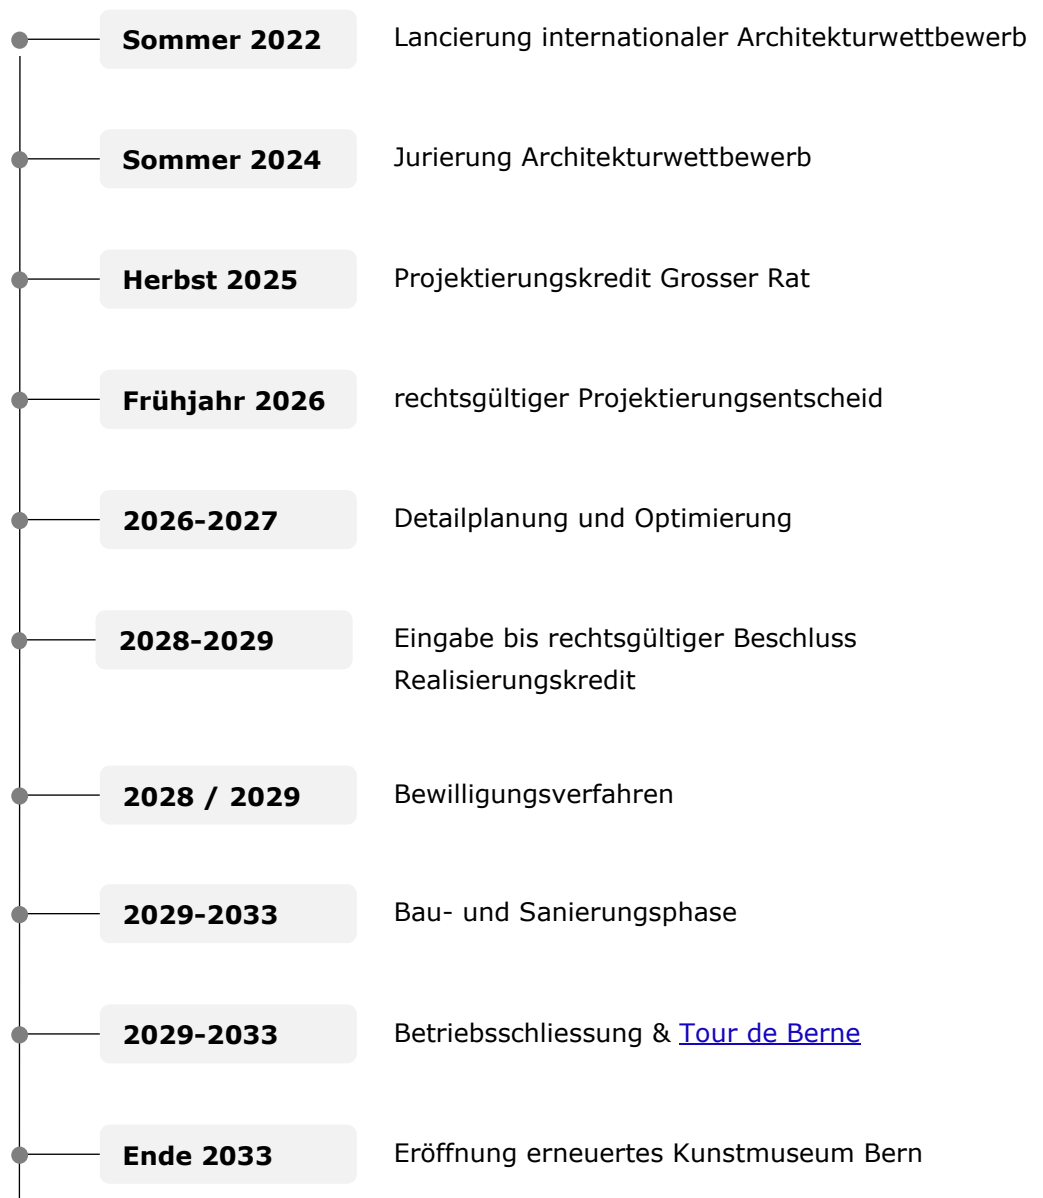 Sommer 2022 Lancierung internationaler Architekturwettbewerb
Sommer 2024 Jurierung Architekturwettbewerb
Herbst 2025 Projektierungskredit Grosser Rat
Frühjahr 2026 rechtsgültiger Projektierungsentscheid
2026-2027 Detailplanung und Optimierung
2028-2029 Eingabe bis rechtsgültiger Beschluss
Realisierungskredit
2028 / 2029 Bewilligungsverfahren
2029-2033 Bau- und Sanierungsphase
2029-2033 Betriebsschliessung & Tour de Berne
Ende 2033 Eröffnung erneuertes Kunstmuseum Bern